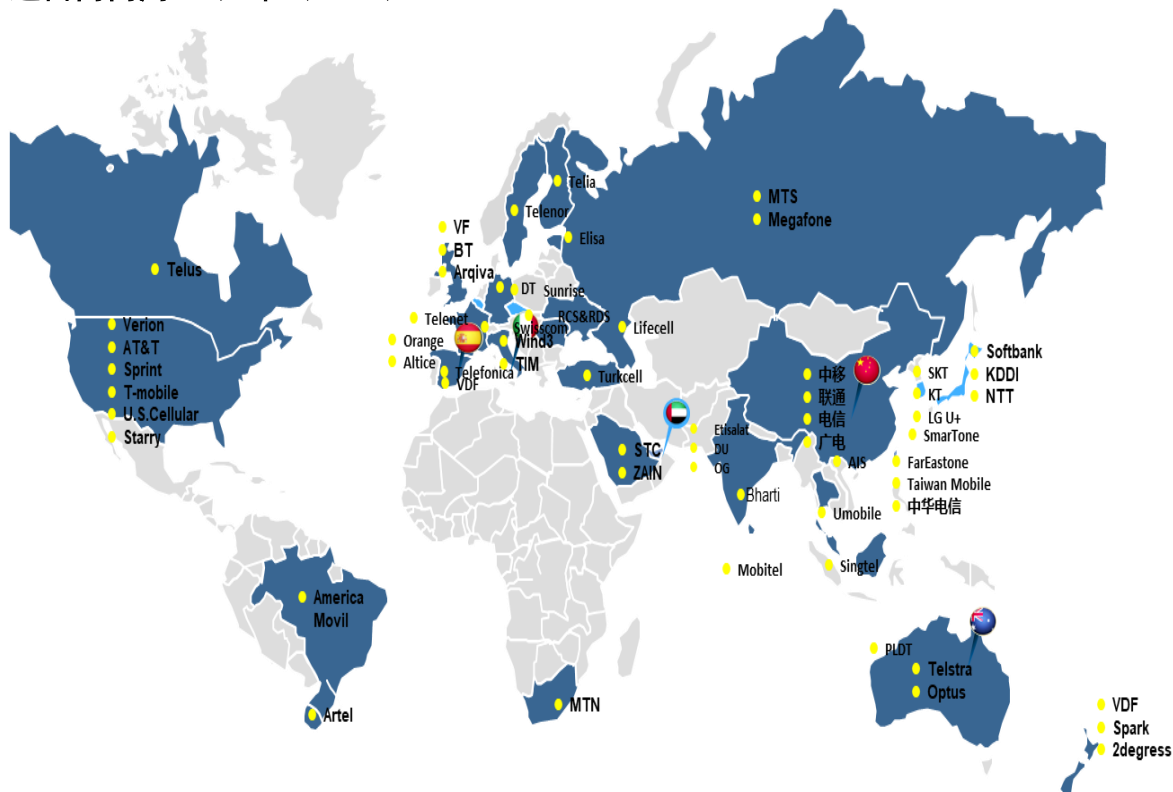 Telia
Telenor
MTS
Megafone
VF
BT
Arqiva
Elisa
Telus
DT
Sunrise
RCS&RDS
Telenet
Swisscom
Lifecell
Verion
AT&T
Sprint
T-mobile
U.S.Cellular
Starry
Orange
Altice
Wind3
TIM
Telefonica
VDF
Turkcell
Softbank
KDDI
NTT
中移
联通
电信
广电
SKT
KT
LG U+
SmarTone
Etisalat
DU
OG
STC
ZAIN
AIS
FarEastone
Taiwan Mobile
中华电信
Bharti
Umobile
Mobitel
Singtel
America
Movil
PLDT
Telstra
Optus
MTN
Artel
VDF
Spark
2degress